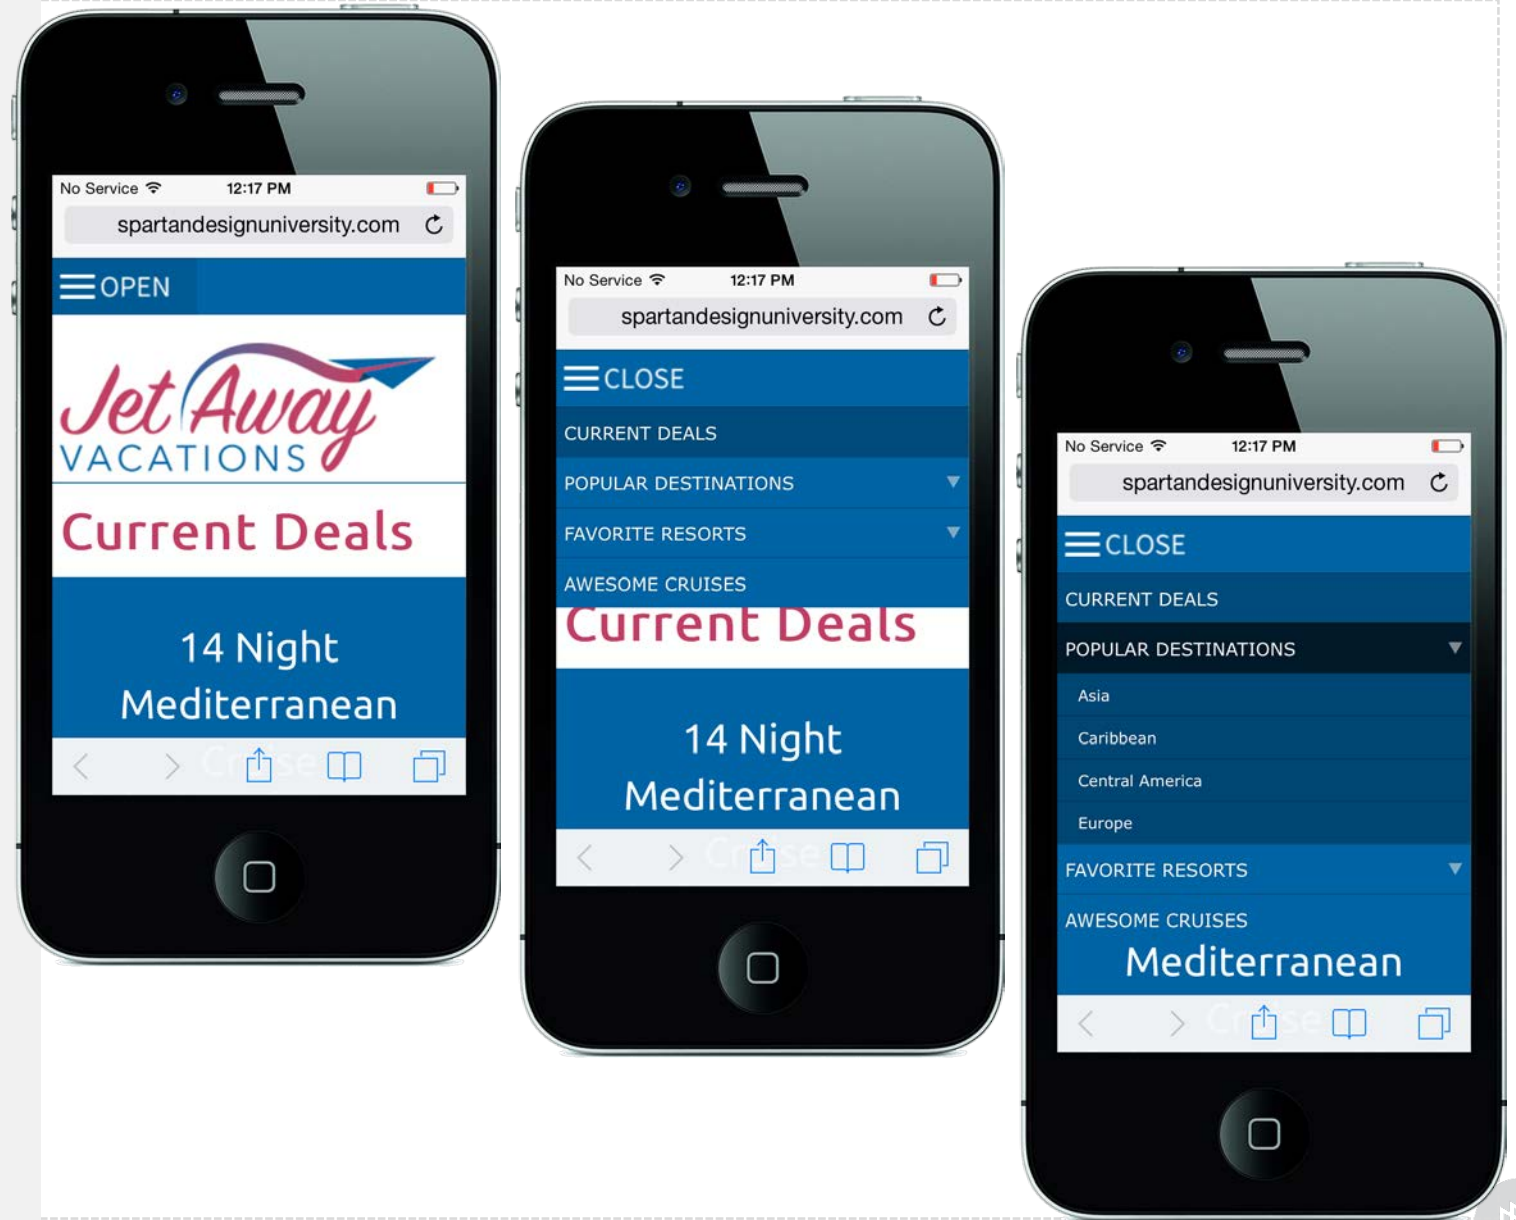 No Service 12:17 PM
spartandesignuniversity.com
OPEN
Jet Away
VACATIONS
Current Deals
14 Night
Mediterranean
Cruise
No Service 12:17 PM
spartandesignuniversity.com
CLOSE
CURRENT DEALS
POPULAR DESTINATIONS
FAVORITE RESORTS
AWESOME CRUISES
Current Deals
14 Night
Mediterranean
Cruise
No Service 12:17 PM
spartandesignuniversity.com
CLOSE
CURRENT DEALS
POPULAR DESTINATIONS
Asia
Caribbean
Central America
Europe
FAVORITE RESORTS
AWESOME CRUISES
Mediterranean
Cruise